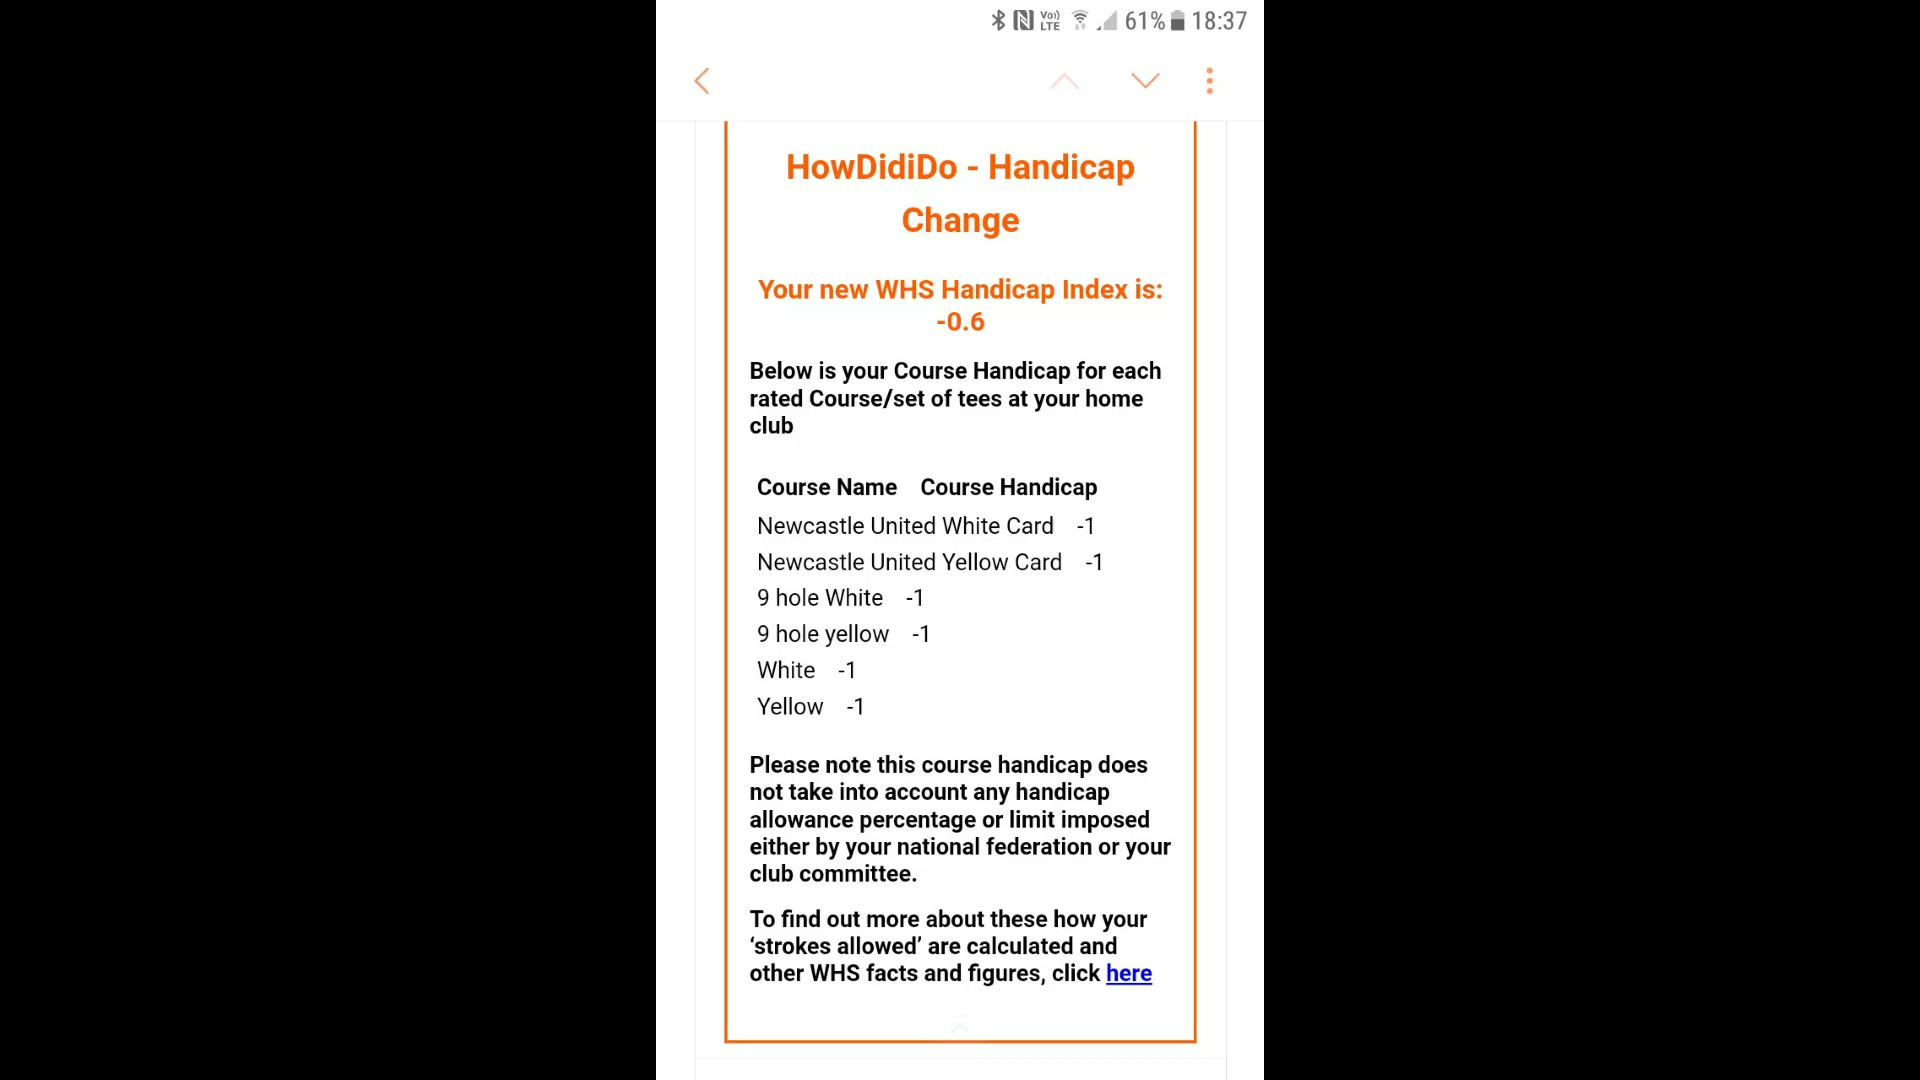 Vo)) LTE 61% 18:37
HowDidiDo - Handicap
Change
Your new WHS Handicap Index is:
-0.6
Below is your Course Handicap for each
rated Course/set of tees at your home
club
Course Name Course Handicap
Newcastle United White Card -1
Newcastle United Yellow Card -1
9 hole White -1
9 hole yellow -1
White -1
Yellow -1
Please note this course handicap does
not take into account any handicap
allowance percentage or limit imposed
either by your national federation or your
club committee.
To find out more about these how your
‘strokes allowed’ are calculated and
other WHS facts and figures, click here